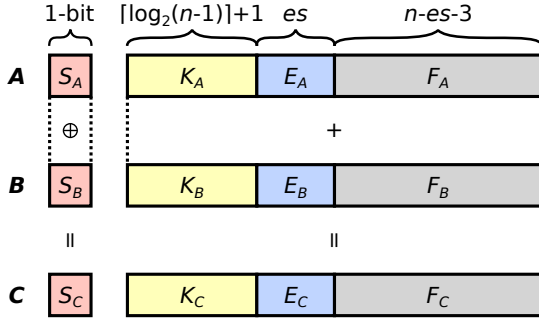 1-bit ⌈log₂(n-1)⌉+1 es n-es-3
A S_A K_A E_A F_A
⊕ +
B S_B K_B E_B F_B
= =
C S_C K_C E_C F_C